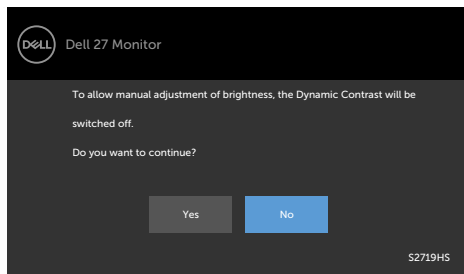 DELL
Dell 27 Monitor
To allow manual adjustment of brightness, the Dynamic Contrast will be
switched off.
Do you want to continue?
Yes No
S2719HS